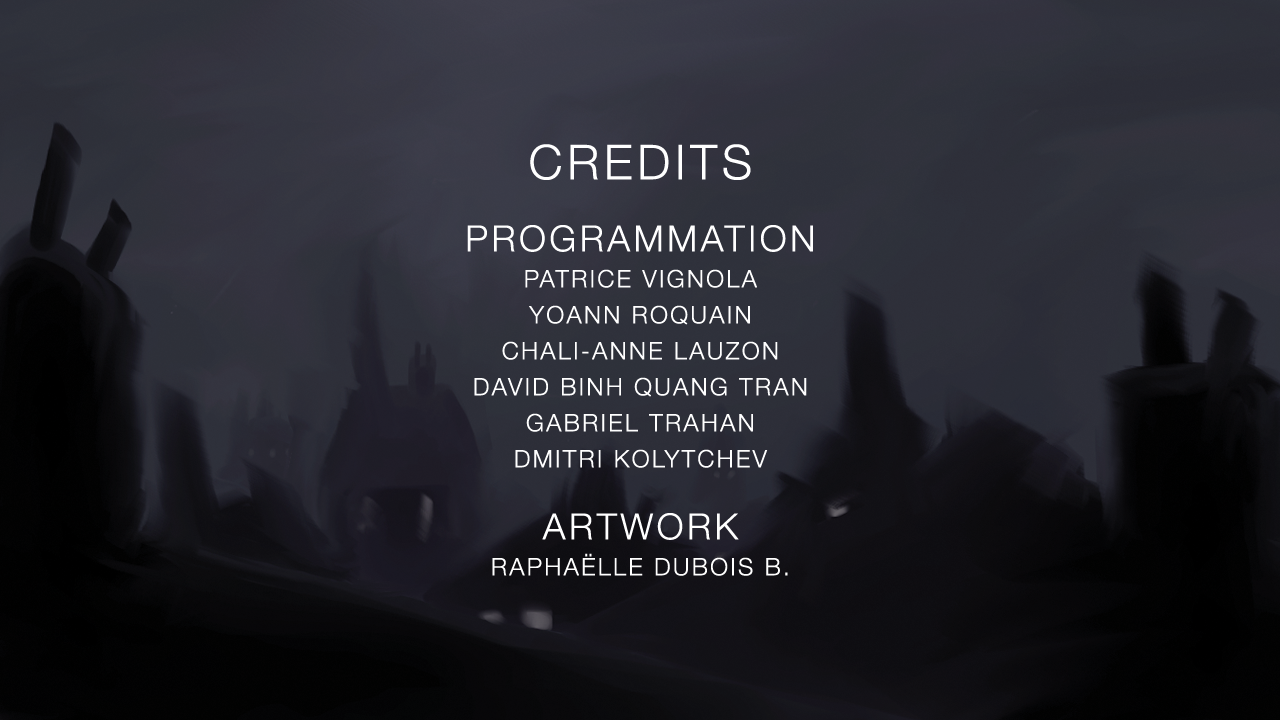 CREDITS
PROGRAMMATION
PATRICE VIGNOLA
YOANN ROQUAIN
CHALI-ANNE LAUZON
DAVID BINH QUANG TRAN
GABRIEL TRAHAN
DMITRI KOLYTCHEV
ARTWORK
RAPHAËLLE DUBOIS B.